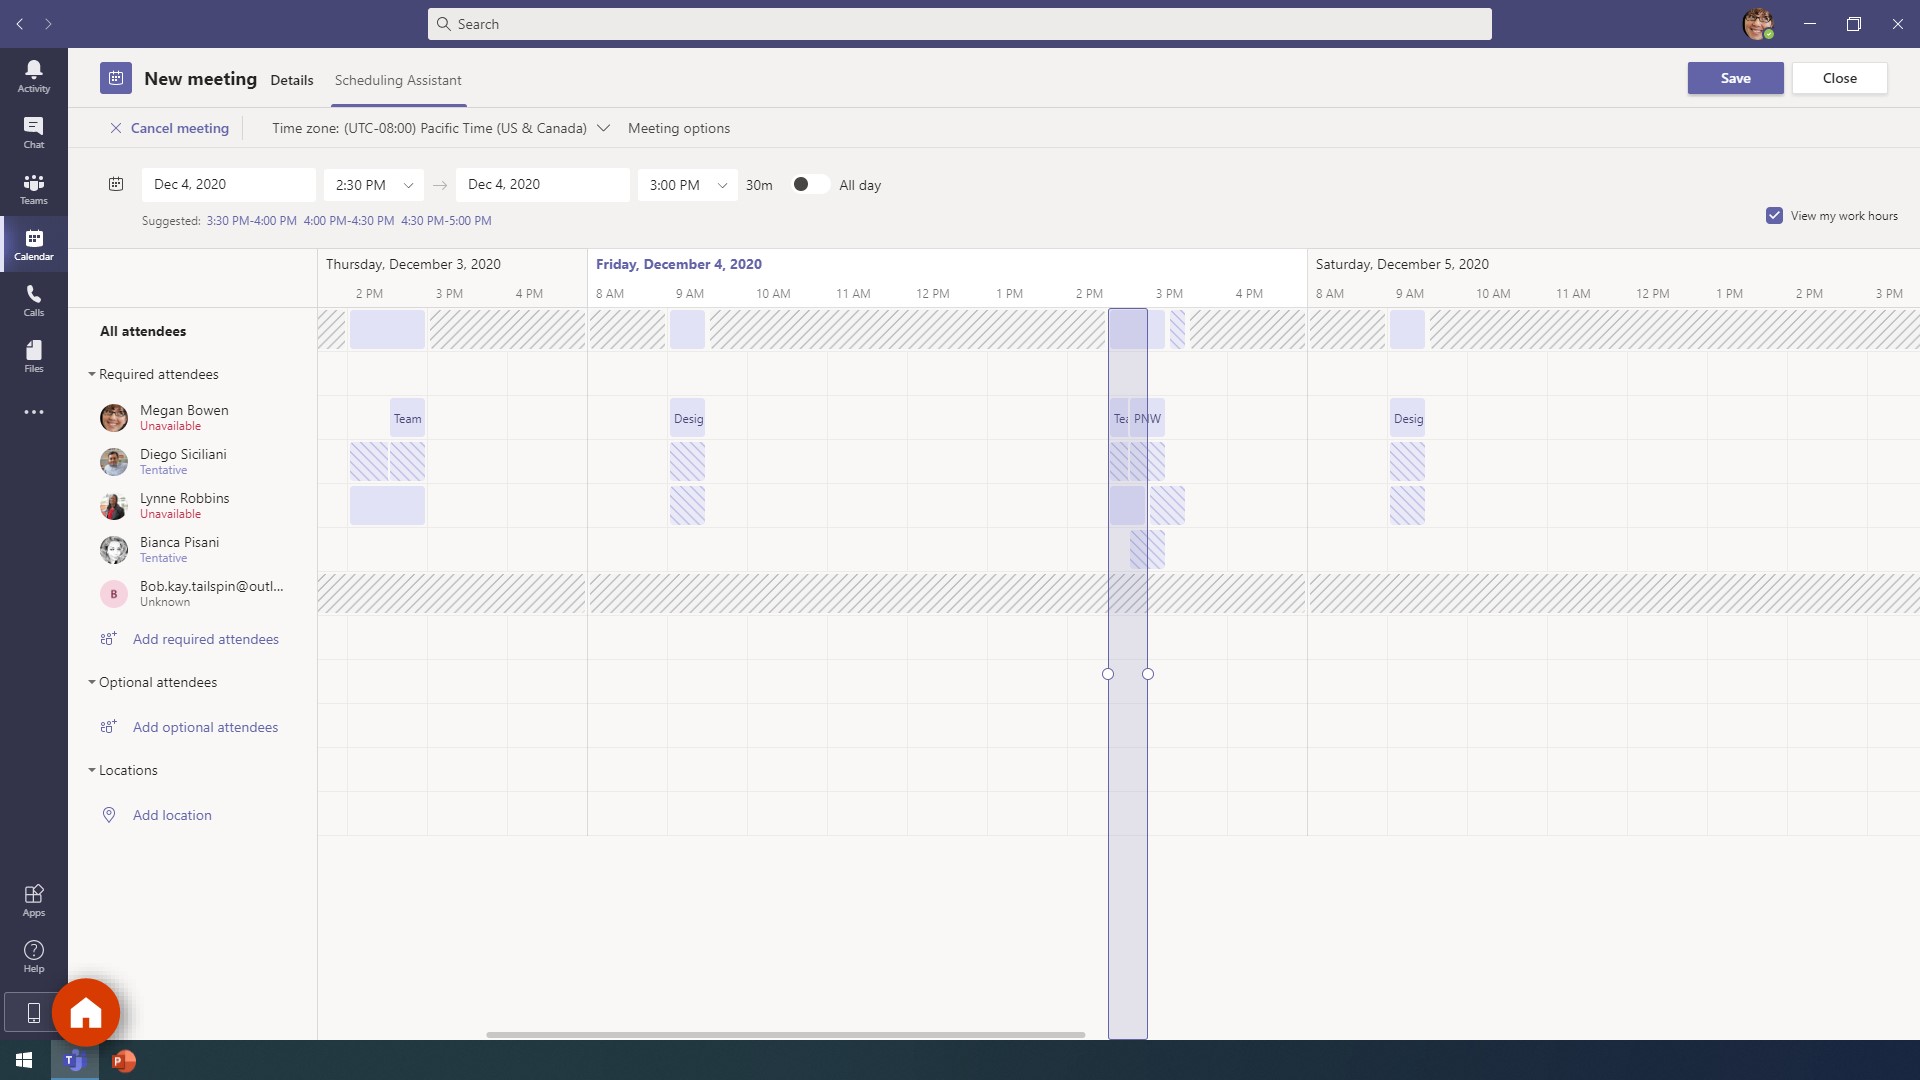 Search
Activity
Chat
Teams
Calendar
Calls
Files
Apps
Help
New meeting Details Scheduling Assistant Save Close
Cancel meeting Time zone: (UTC-08:00) Pacific Time (US & Canada) Meeting options
Dec 4, 2020 2:30 PM Dec 4, 2020 3:00 PM 30m All day
Suggested: 3:30 PM-4:00 PM 4:00 PM-4:30 PM 4:30 PM-5:00 PM View my work hours
Thursday, December 3, 2020 Friday, December 4, 2020 Saturday, December 5, 2020
2 PM 3 PM 4 PM 8 AM 9 AM 10 AM 11 AM 12 PM 1 PM 2 PM 3 PM 4 PM 8 AM 9 AM 10 AM 11 AM 12 PM 1 PM 2 PM 3 PM
All attendees
Required attendees
Megan Bowen
Unavailable
Team Desig Tea PNW Desig
Diego Siciliani
Tentative
Lynne Robbins
Unavailable
Bianca Pisani
Tentative
B Bob.kay.tailspin@outl...
Unknown
Add required attendees
Optional attendees
Add optional attendees
Locations
Add location
T P